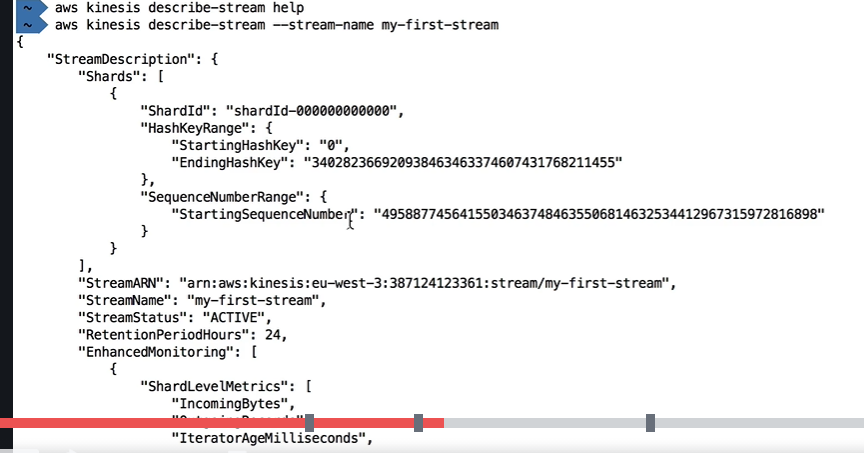 ~ aws kinesis describe-stream help
~ aws kinesis describe-stream --stream-name my-first-stream
{
"StreamDescription": {
"Shards": [
{
"ShardId": "shardId-000000000000",
"HashKeyRange": {
"StartingHashKey": "0",
"EndingHashKey": "340282366920938463463374607431768211455"
},
"SequenceNumberRange": {
"StartingSequenceNumber": "49588774564155034637484635506814632534412967315972816898"
}
}
],
"StreamARN": "arn:aws:kinesis:eu-west-3:387124123361:stream/my-first-stream",
"StreamName": "my-first-stream",
"StreamStatus": "ACTIVE",
"RetentionPeriodHours": 24,
"EnhancedMonitoring": [
{
"ShardLevelMetrics": [
"IncomingBytes",
"IteratorAgeMilliseconds",